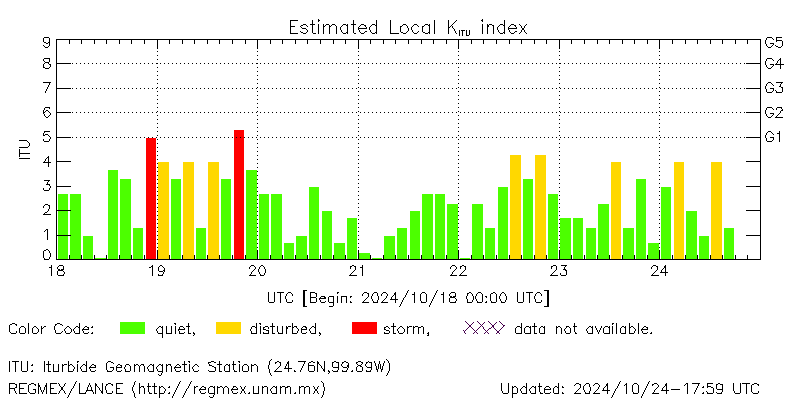 Estimated Local K ITU index
9
8
7
6
5
4
3
2
1
0
ITU
G5
G4
G3
G2
G1
18 19 20 21 22 23 24
UTC [Begin: 2024/10/18 00:00 UTC]
Color Code: quiet, disturbed, storm, data not available.
ITU: Iturbide Geomagnetic Station (24.76N,99.89W)
REGMEX/LANCE (http://regmex.unam.mx) Updated: 2024/10/24-17:59 UTC